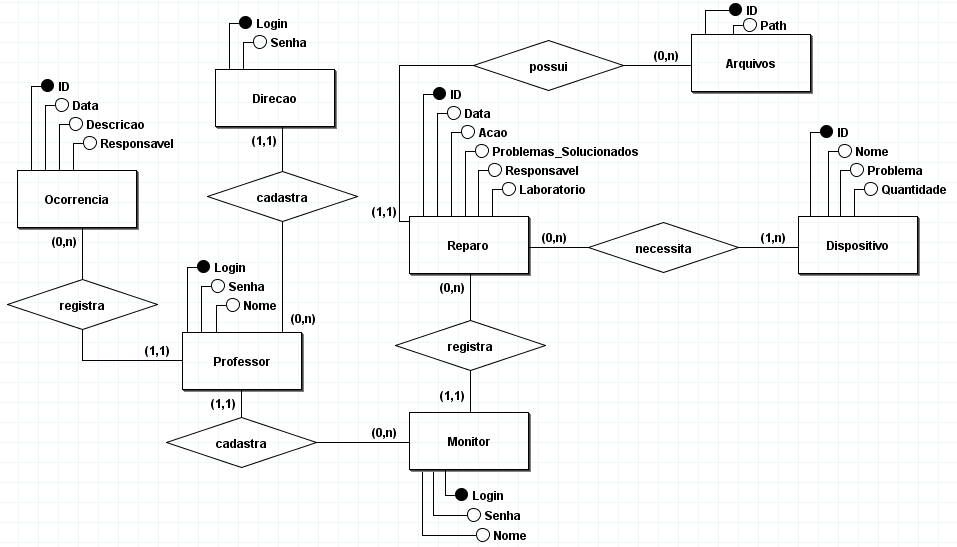 Login
Senha
Direcao
(1,1)
cadastra
(0,n)
ID
Data
Descricao
Responsavel
Ocorrencia
(0,n)
registra
(1,1)
Login
Senha
Nome
Professor
(1,1)
cadastra
(0,n)
ID
Path
Arquivos
(0,n)
possui
(1,1)
ID
Data
Acao
Problemas_Solucionados
Responsavel
Laboratorio
Reparo
(0,n)
necessita
(1,n)
ID
Nome
Problema
Quantidade
Dispositivo
(0,n)
registra
(1,1)
Monitor
Login
Senha
Nome